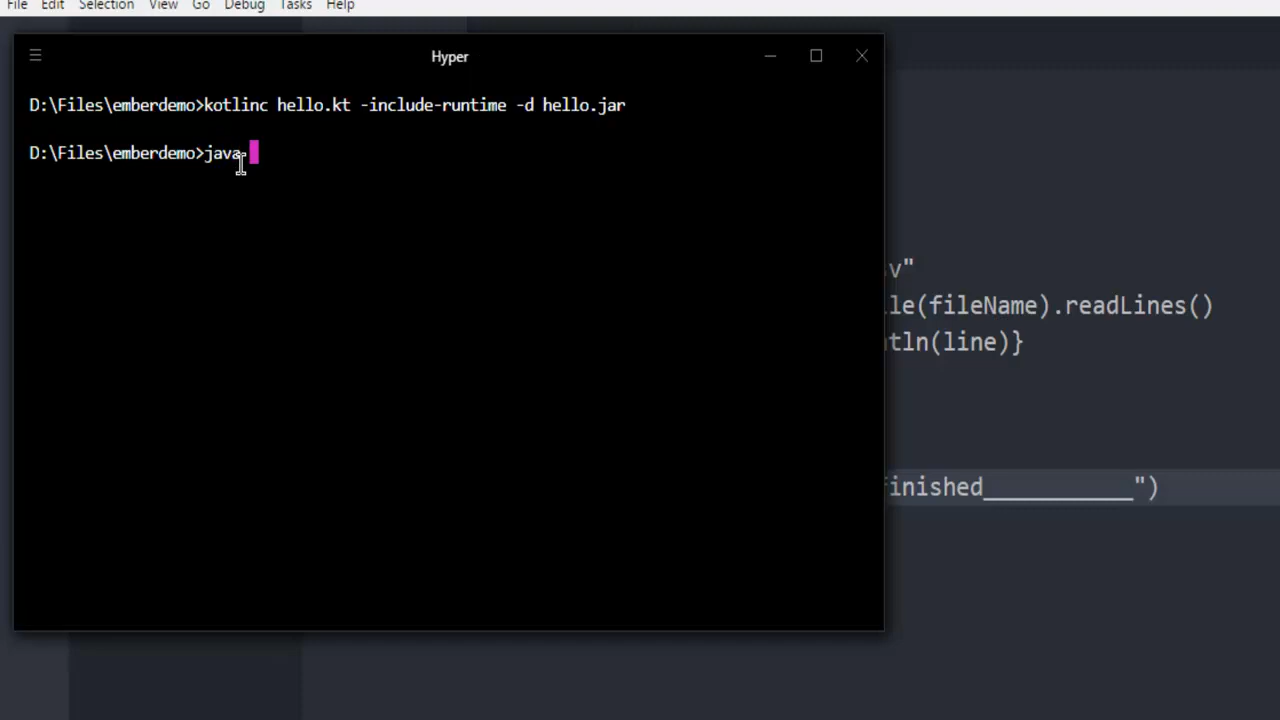 File Edit Selection View Go Debug Tasks Help
Hyper
D:\Files\emberdemo>kotlinc hello.kt -include-runtime -d hello.jar
D:\Files\emberdemo>java
v"
le(fileName).readLines()
tln(line)}
inished___________")